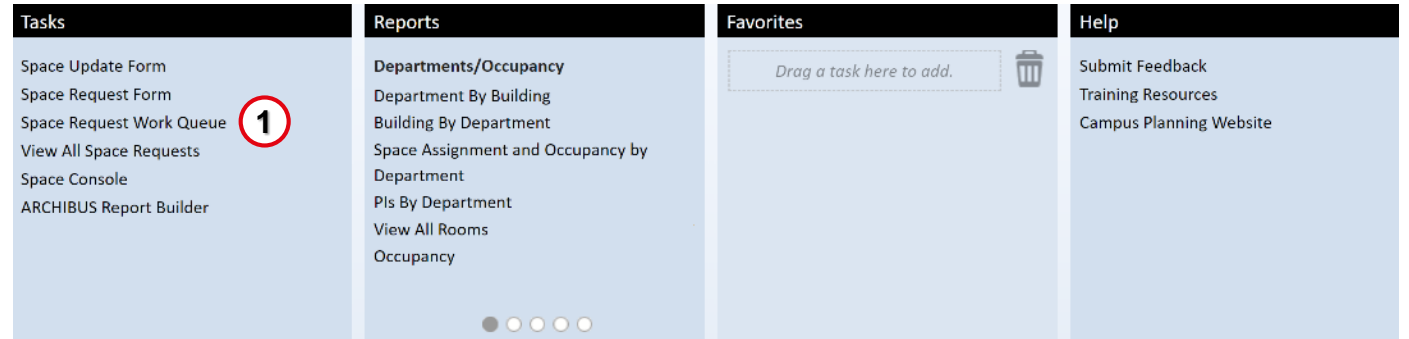 Tasks
Space Update Form
Space Request Form
Space Request Work Queue
1
View All Space Requests
Space Console
ARCHIBUS Report Builder
Reports
Departments/Occupancy
Department By Building
Building By Department
Space Assignment and Occupancy by
Department
PIs By Department
View All Rooms
Occupancy
Favorites
Drag a task here to add.
Help
Submit Feedback
Training Resources
Campus Planning Website